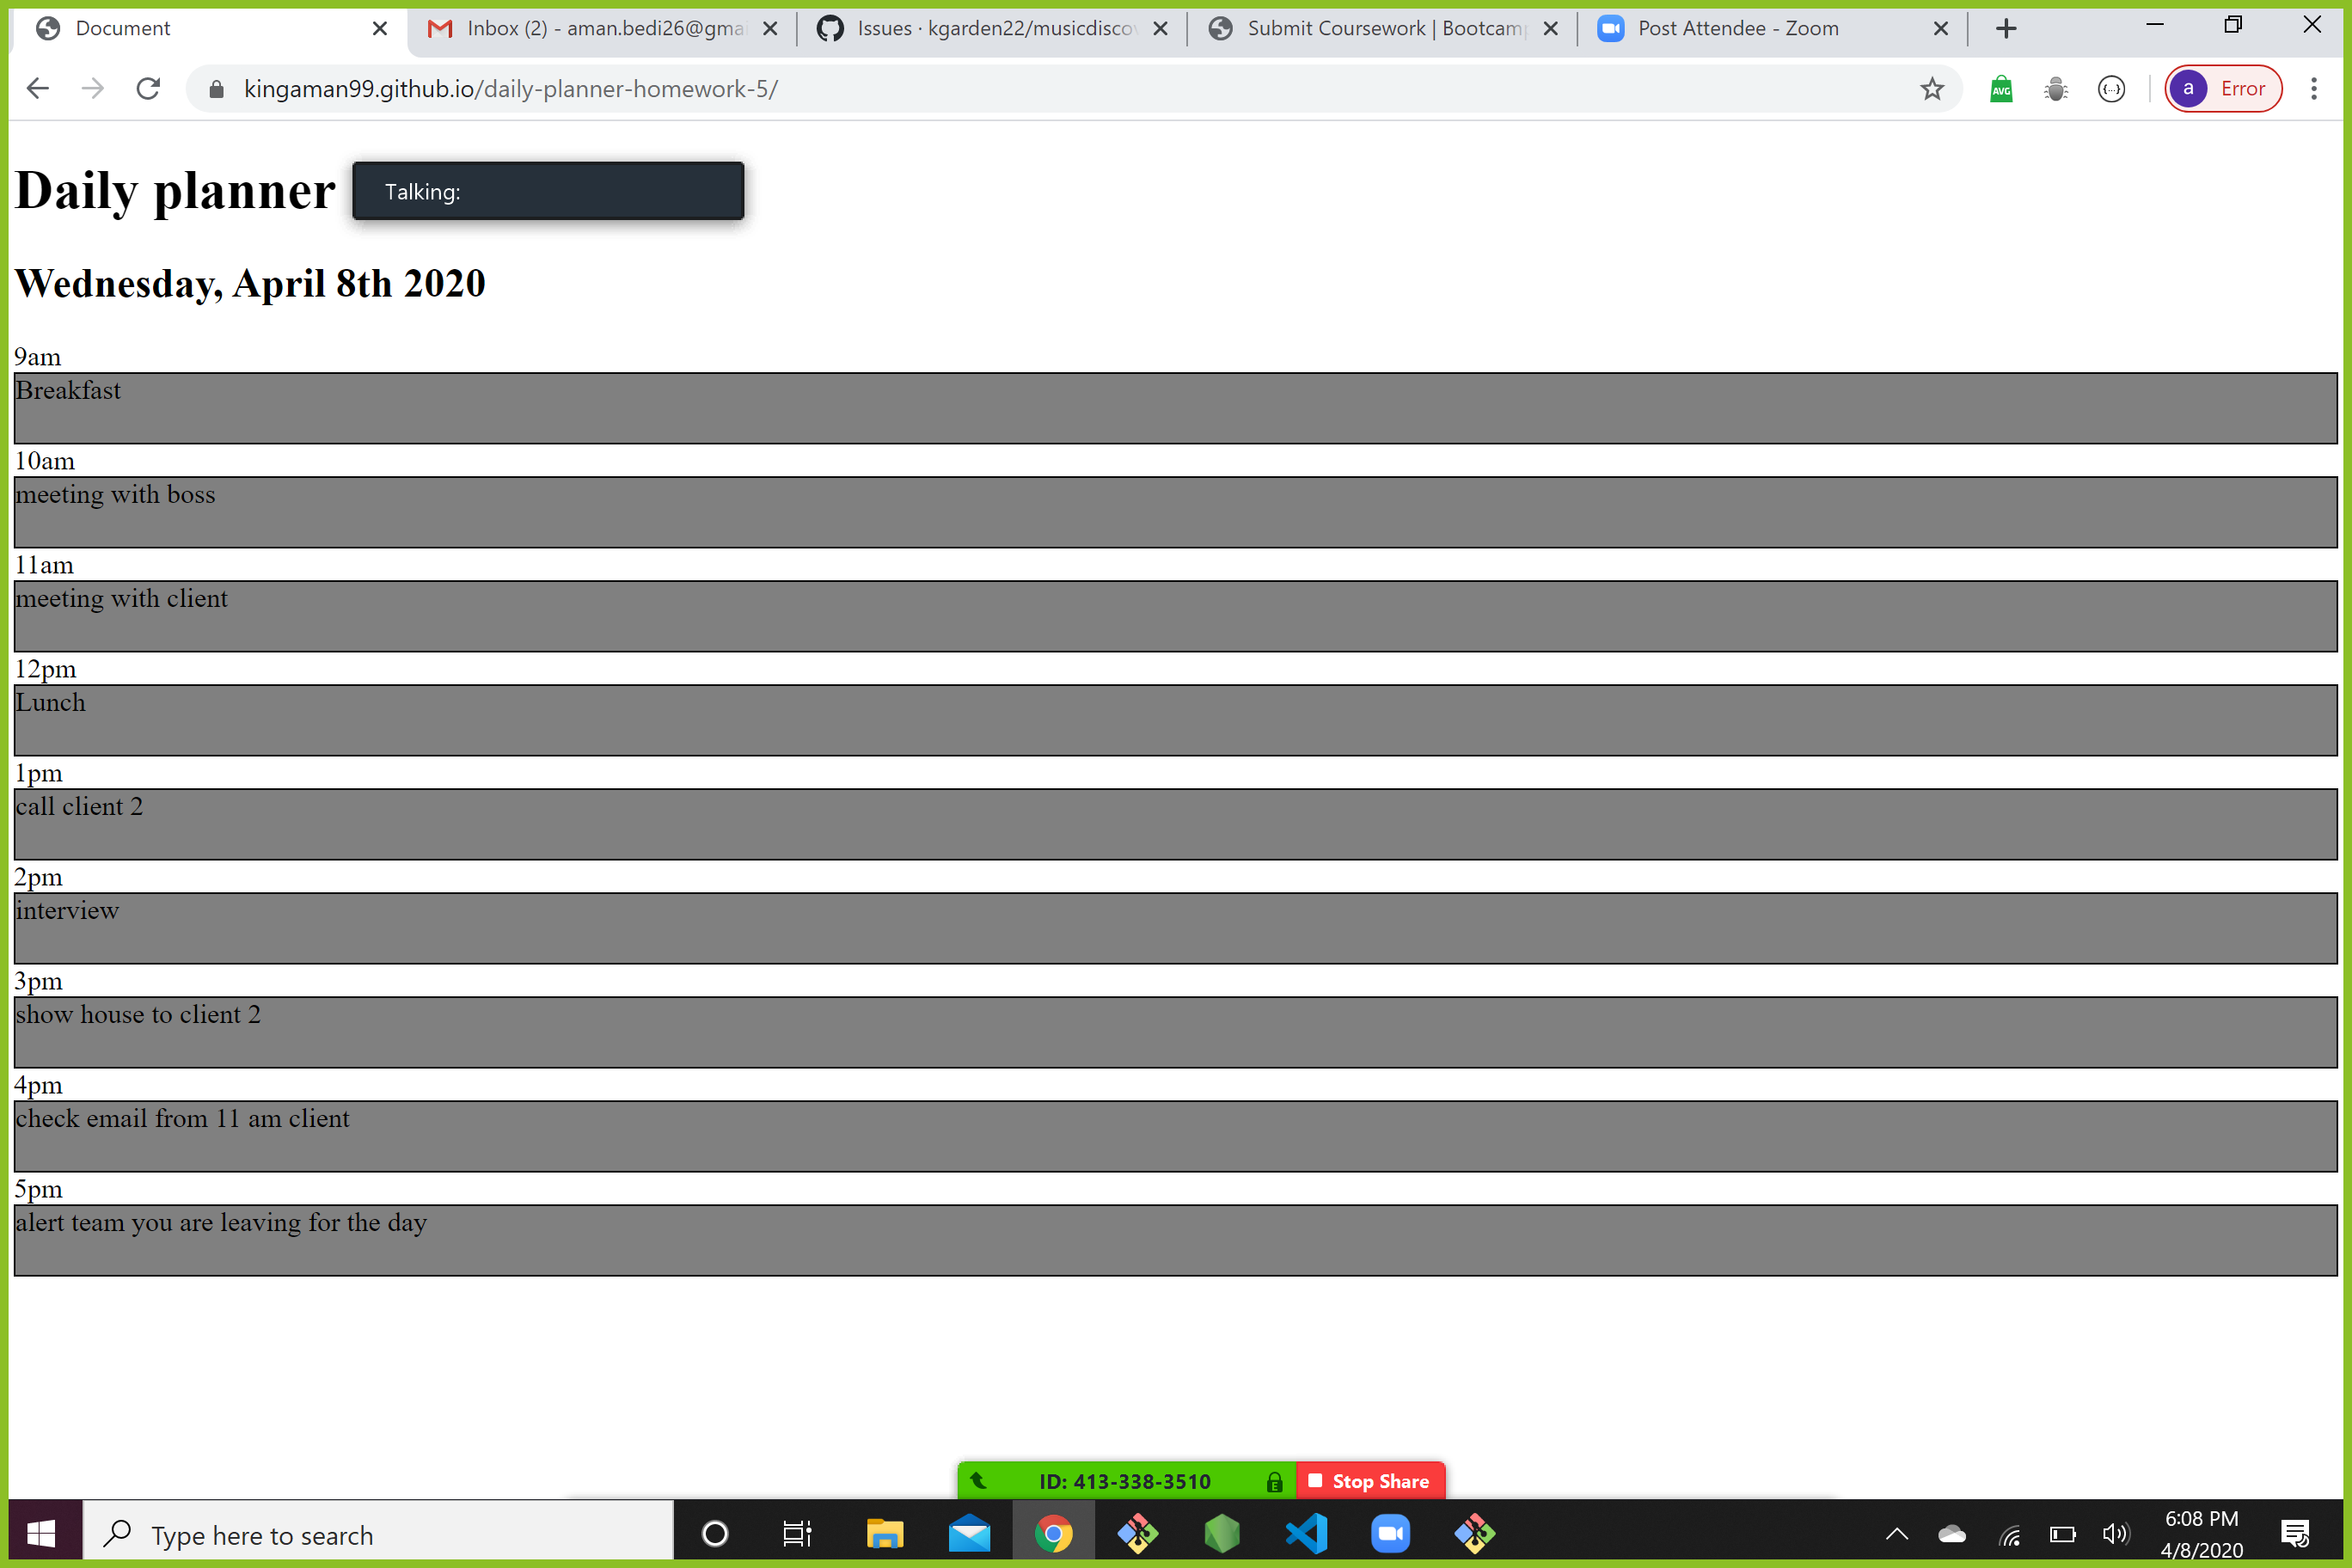 Document
Inbox (2) - aman.bedi26@gmai
Issues · kgarden22/musicdisco
Submit Coursework | Bootcam
Post Attendee - Zoom
kingaman99.github.io/daily-planner-homework-5/
AVG
{...}
a
Error
Daily planner
Talking:
Wednesday, April 8th 2020
9am
Breakfast
10am
meeting with boss
11am
meeting with client
12pm
Lunch
1pm
call client 2
2pm
interview
3pm
show house to client 2
4pm
check email from 11 am client
5pm
alert team you are leaving for the day
ID: 413-338-3510
E
Stop Share
Type here to search
6:08 PM
4/8/2020